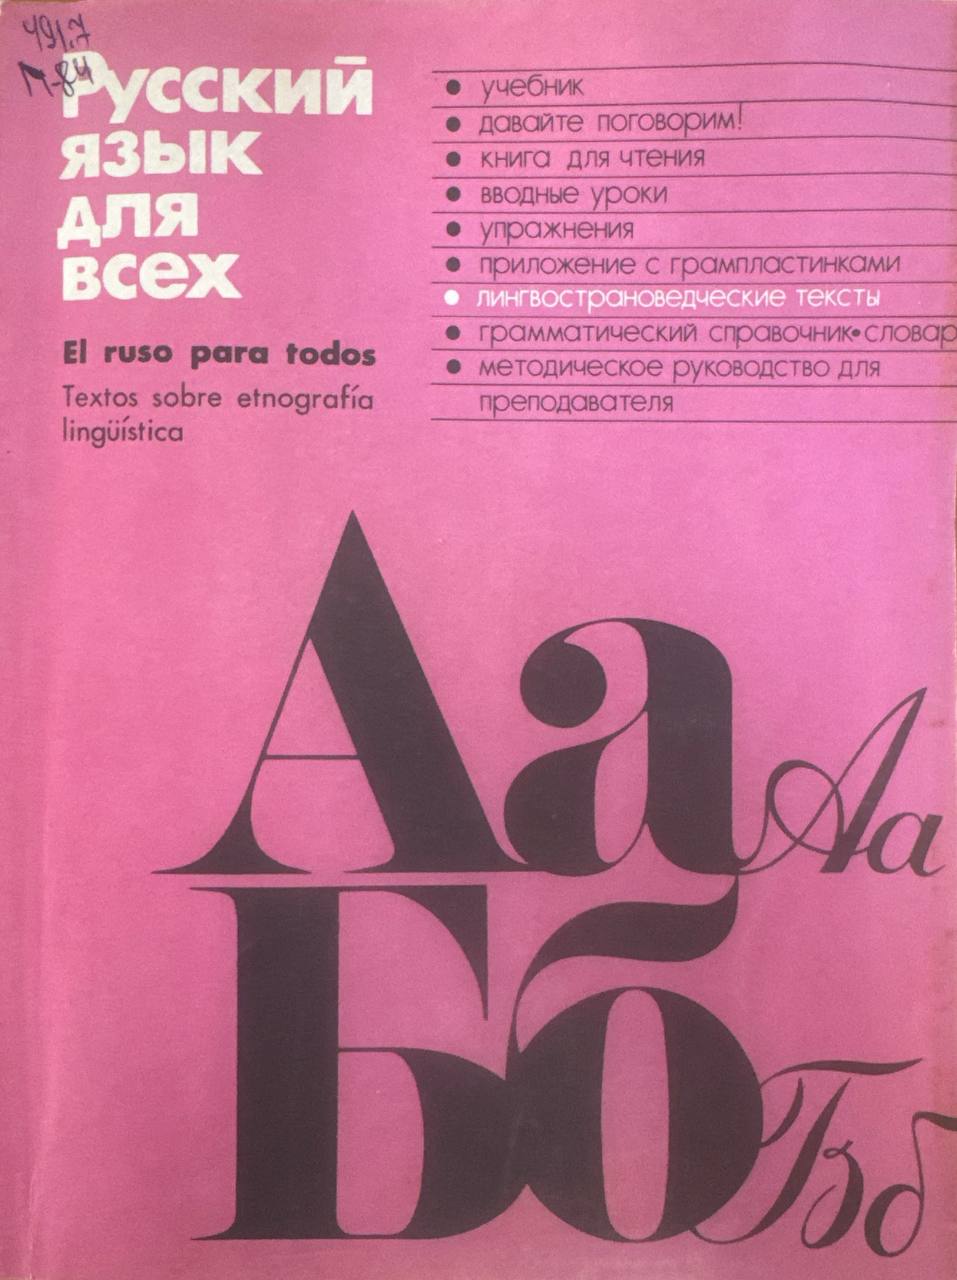 491.7
М-84
Русский
язык
для
всех
El ruso para todos
Textos sobre etnografía
lingüística
• учебник
• давайте поговорим!
• книга для чтения
• вводные уроки
• упражнения
• приложение с грампластинками
• лингвострановедческие тексты
• грамматический справочник•словар
• методическое руководство для
преподавателя
Аа Аа
Бб Бб